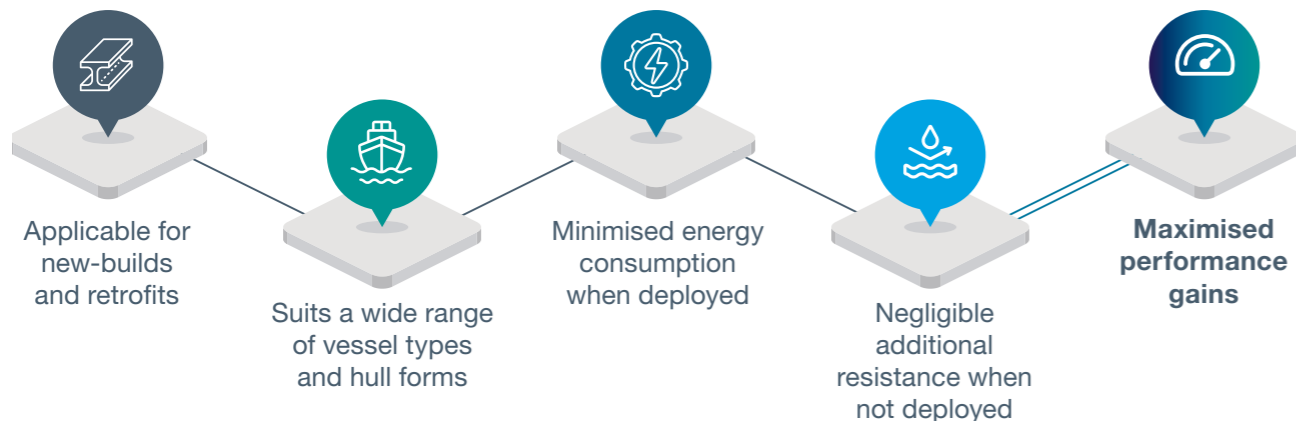 Applicable for
new-builds
and retrofits
Suits a wide range
of vessel types
and hull forms
Minimised energy
consumption
when deployed
Negligible
additional
resistance when
not deployed
Maximised
performance
gains